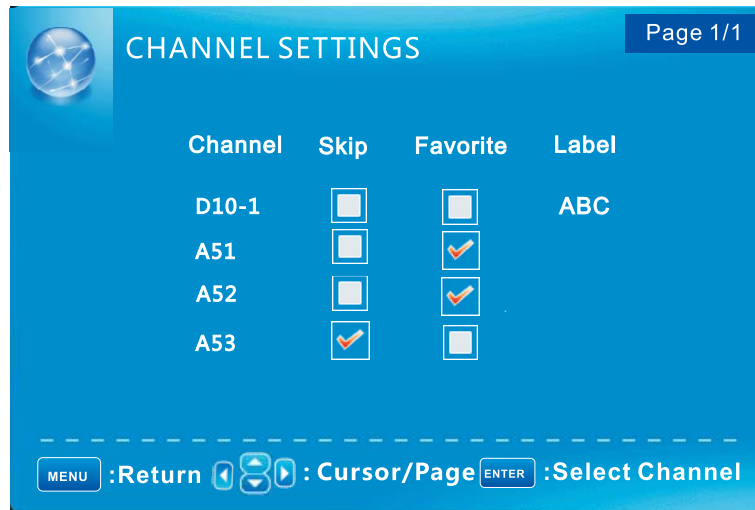 CHANNEL SETTINGS Page 1/1
Channel Skip Favorite Label
D10-1 ABC
A51
A52
A53
MENU :Return : Cursor/Page ENTER :Select Channel